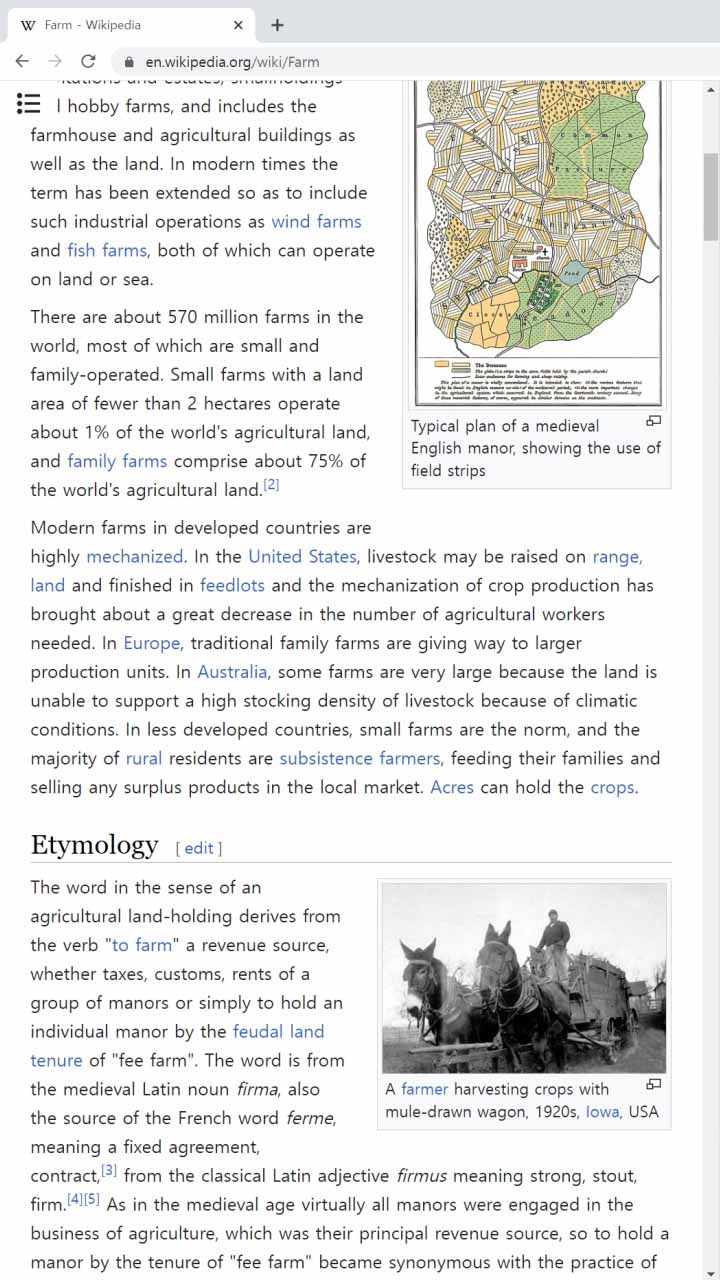 Farm - Wikipedia
en.wikipedia.org/wiki/Farm
l hobby farms, and includes the
farmhouse and agricultural buildings as
well as the land. In modern times the
term has been extended so as to include
such industrial operations as wind farms
and fish farms, both of which can operate
on land or sea.
There are about 570 million farms in the
world, most of which are small and
family-operated. Small farms with a land
area of fewer than 2 hectares operate
about 1% of the world's agricultural land,
and family farms comprise about 75% of
the world's agricultural land.[2]
Common
Pasture
Pond
The Demesne
Typical plan of a medieval
English manor, showing the use of
field strips
Modern farms in developed countries are
highly mechanized. In the United States, livestock may be raised on range,
land and finished in feedlots and the mechanization of crop production has
brought about a great decrease in the number of agricultural workers
needed. In Europe, traditional family farms are giving way to larger
production units. In Australia, some farms are very large because the land is
unable to support a high stocking density of livestock because of climatic
conditions. In less developed countries, small farms are the norm, and the
majority of rural residents are subsistence farmers, feeding their families and
selling any surplus products in the local market. Acres can hold the crops.
Etymology [ edit ]
The word in the sense of an
agricultural land-holding derives from
the verb "to farm" a revenue source,
whether taxes, customs, rents of a
group of manors or simply to hold an
individual manor by the feudal land
tenure of "fee farm". The word is from
the medieval Latin noun firma, also
the source of the French word ferme,
meaning a fixed agreement,
contract,[3] from the classical Latin adjective firmus meaning strong, stout,
firm.[4][5] As in the medieval age virtually all manors were engaged in the
business of agriculture, which was their principal revenue source, so to hold a
manor by the tenure of "fee farm" became synonymous with the practice of
A farmer harvesting crops with
mule-drawn wagon, 1920s, Iowa, USA